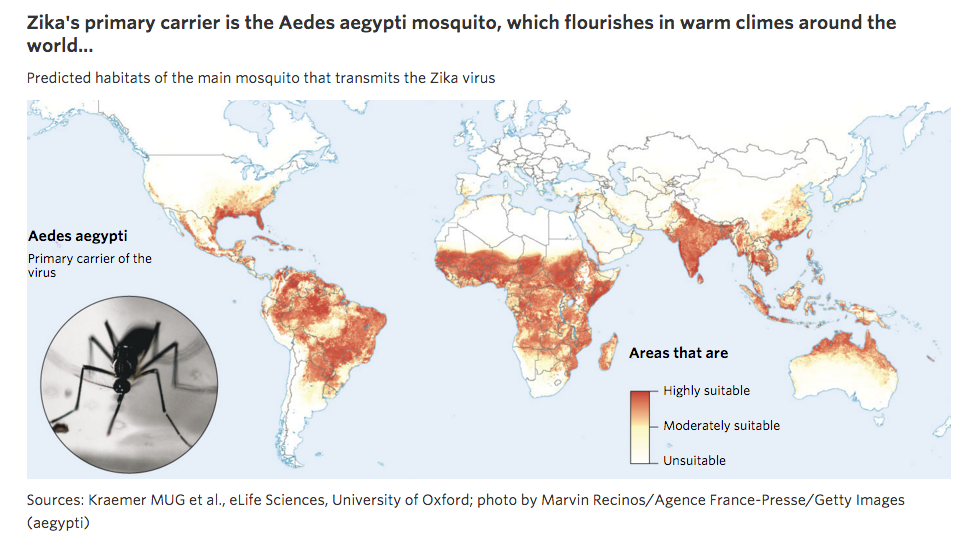 Zika's primary carrier is the Aedes aegypti mosquito, which flourishes in warm climes around the
world...
Predicted habitats of the main mosquito that transmits the Zika virus
Aedes aegypti
Primary carrier of the
virus
Areas that are
Highly suitable
Moderately suitable
Unsuitable
Sources: Kraemer MUG et al., eLife Sciences, University of Oxford; photo by Marvin Recinos/Agence France-Presse/Getty Images
(aegypti)